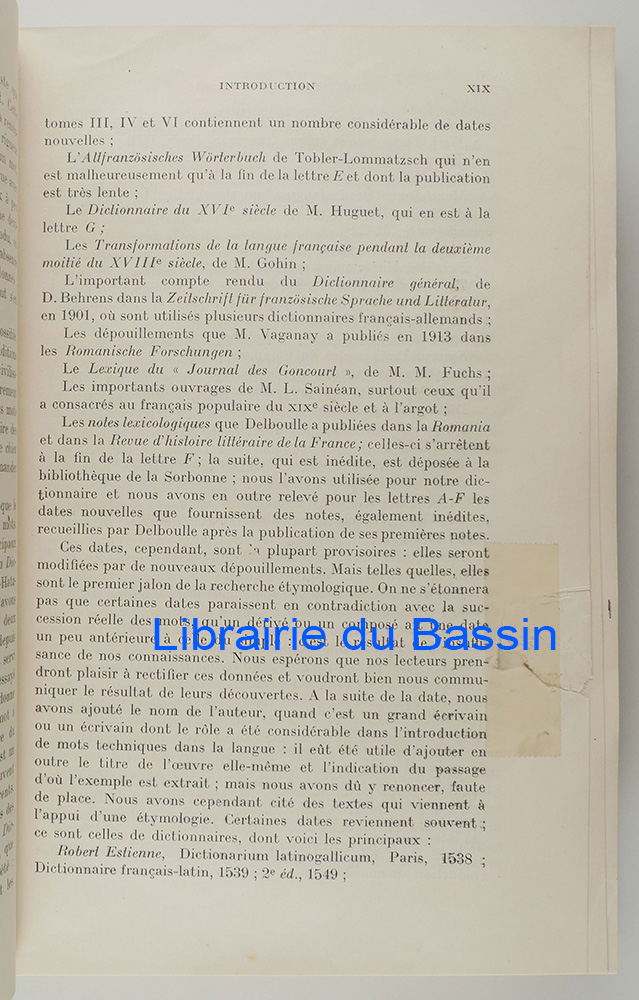 INTRODUCTION XIX
tomes III, IV et VI contiennent un nombre considérable de dates
nouvelles ;
L'Altfranzösisches Wörterbuch de Tobler-Lommatzsch qui n'en
est malheureusement qu'à la fin de la lettre E et dont la publication
est très lente ;
Le Dictionnaire du XVIe siècle de M. Huguet, qui en est à la
lettre G ;
Les Transformations de la langue française pendant la deuxième
moitié du XVIIIe siècle, de M. Gohin ;
L'important compte rendu du Dictionnaire général, de
D. Behrens dans la Zeitschrift für französische Sprache und Litteratur,
en 1901, où sont utilisés plusieurs dictionnaires français-allemands ;
Les dépouillements que M. Vaganay a publiés en 1913 dans
les Romanische Forschungen ;
Le Lexique du « Journal des Goncourt », de M. M. Fuchs ;
Les importants ouvrages de M. L. Sainéan, surtout ceux qu'il
a consacrés au français populaire du XIXe siècle et à l'argot ;
Les notes lexicologiques que Delboulle a publiées dans la Romania
et dans la Revue d'histoire littéraire de la France; celles-ci s'arrêtent
à la fin de la lettre F ; la suite, qui est inédite, est déposée à la
bibliothèque de la Sorbonne ; nous l'avons utilisée pour notre dic-
tionnaire et nous avons en outre relevé pour les lettres A-F les
dates nouvelles que fournissent des notes, également inédites,
recueillies par Delboulle après la publication de ses premières notes.
Ces dates, cependant, sont plupart provisoires : elles seront
modifiées par de nouveaux dépouillements. Mais telles quelles, elles
sont le premier jalon de la recherche étymologique. On ne s'étonnera
pas que certaines dates paraissent en contradiction avec la suc-
cession réelle des mots, qu'un dérivé ou un composé ait une date
un peu antérieure à celle du simple : c'est le résultat de l'insuffi-
sance de nos connaissances. Nous espérons que nos lecteurs pren-
dront plaisir à rectifier ces données et voudront bien nous commu-
niquer le résultat de leurs découvertes. A la suite de la date, nous
avons ajouté le nom de l'auteur, quand c'est un grand écrivain
ou un écrivain dont le rôle a été considérable dans l'introduction
de mots techniques dans la langue : il eût été utile d'ajouter en
outre le titre de l'œuvre elle-même et l'indication du passage
d'où l'exemple est extrait ; mais nous avons dû y renoncer, faute
de place. Nous avons cependant cité des textes qui viennent à
l'appui d'une étymologie. Certaines dates reviennent souvent ;
ce sont celles de dictionnaires, dont voici les principaux :
Robert Estienne, Dictionarium latinogallicum, Paris, 1538 ;
Dictionnaire français-latin, 1539 ; 2e éd., 1549 ;
Librairie du Bassin